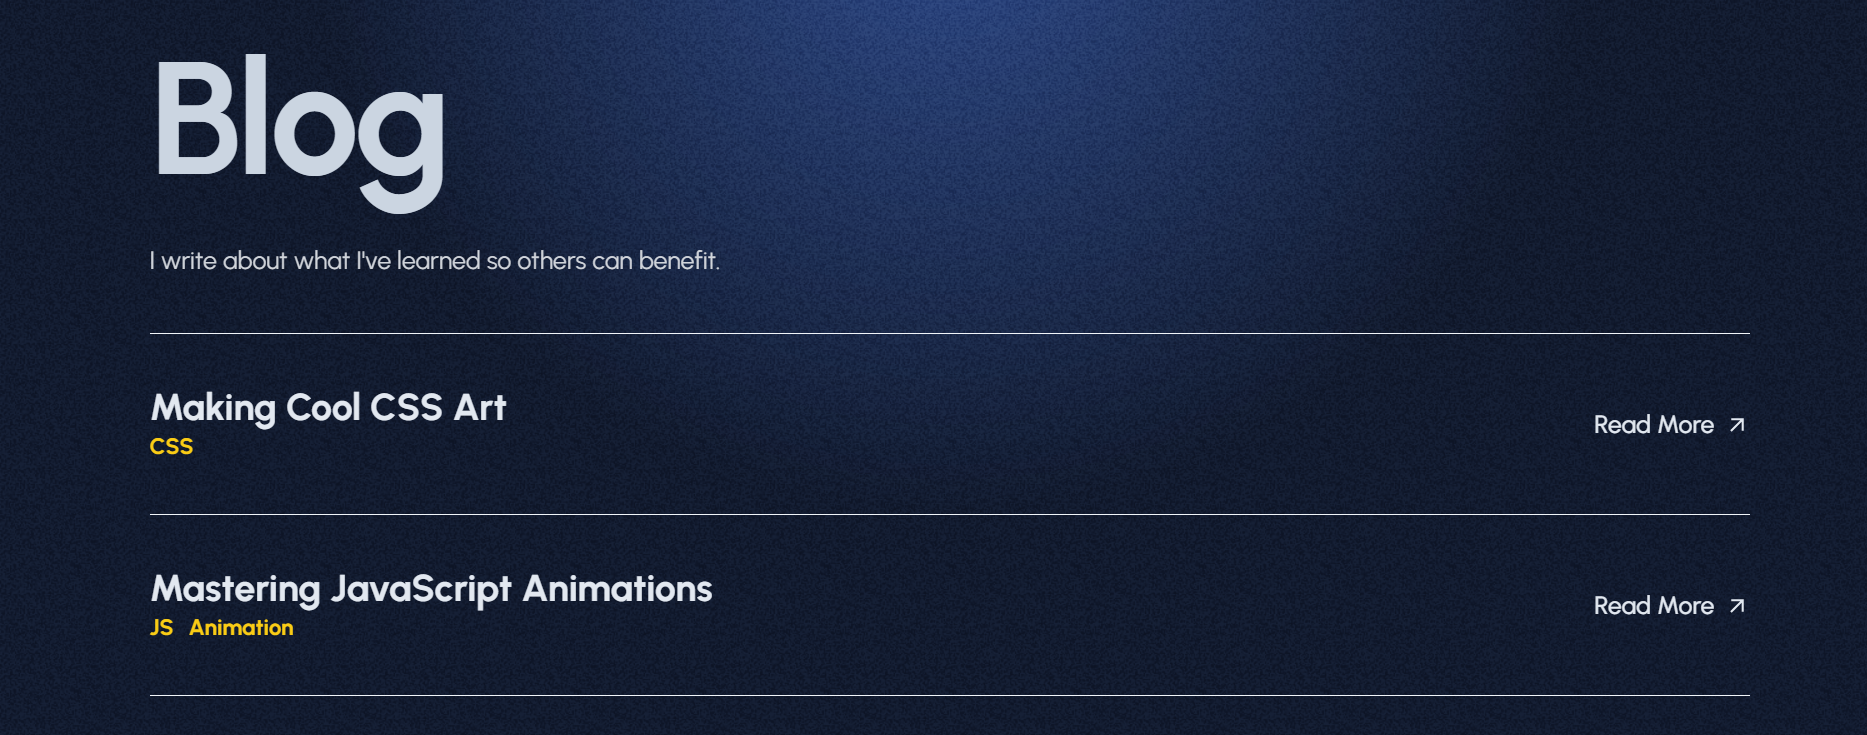 Blog
I write about what I've learned so others can benefit.
Making Cool CSS Art
CSS
Read More
Mastering JavaScript Animations
JS Animation
Read More